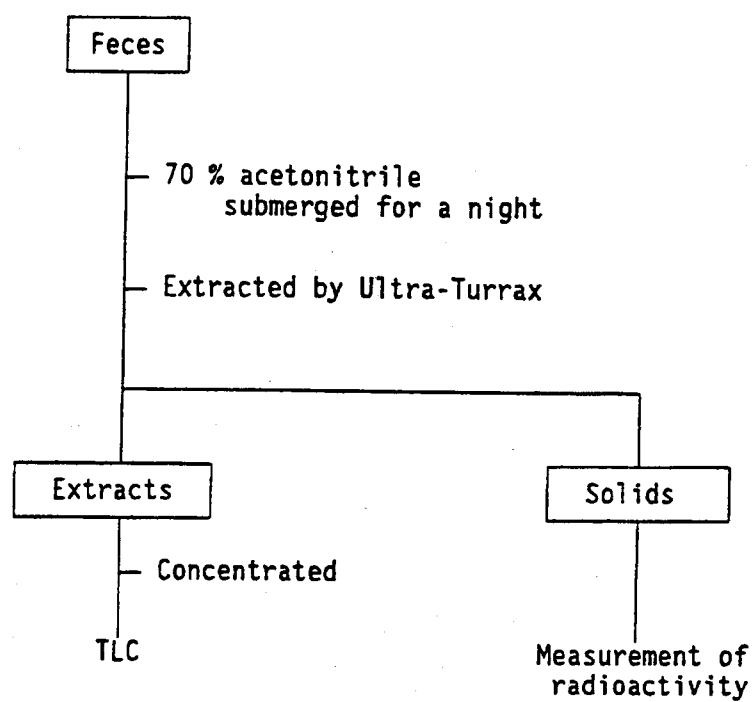 Feces
70 % acetonitrile
submerged for a night
Extracted by Ultra-Turrax
Extracts
Solids
Concentrated
TLC
Measurement of
radioactivity